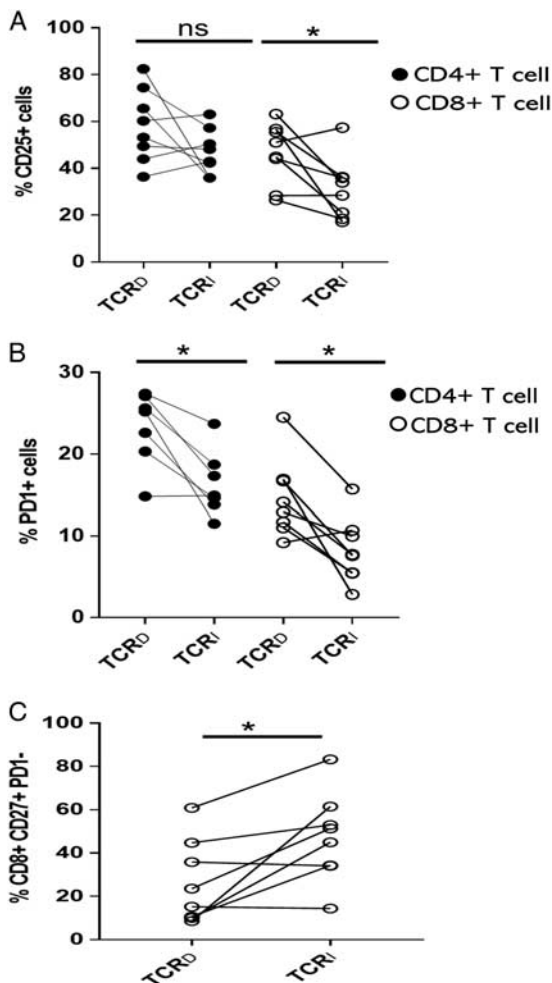 A
ns
*
100
80
60
40
20
0
% CD25+ cells
TCRD
TCRI
TCRD
TCRI
CD4+ T cell
CD8+ T cell
B
*
*
30
20
10
0
% PD1+ cells
TCRD
TCRI
TCRD
TCRI
CD4+ T cell
CD8+ T cell
C
*
100
80
60
40
20
0
% CD8+ CD27+ PD1-
TCRD
TCRI